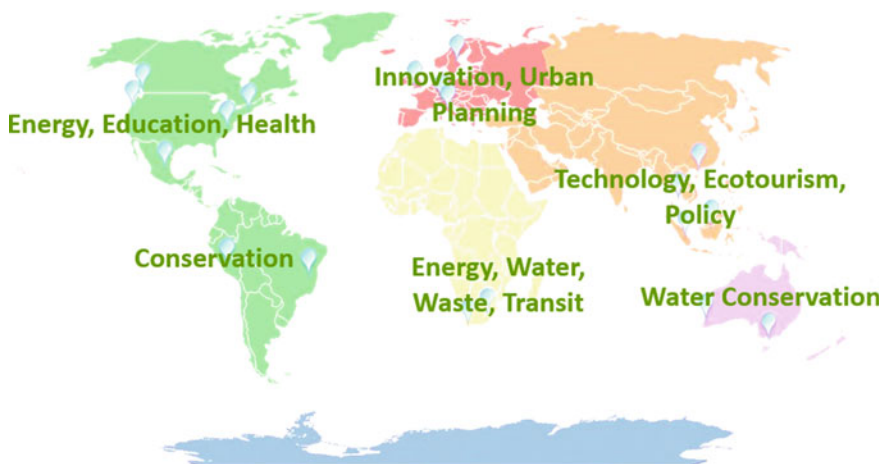 Innovation, Urban
Planning
Energy, Education, Health
Technology, Ecotourism,
Policy
Conservation
Energy, Water,
Waste, Transit
Water Conservation